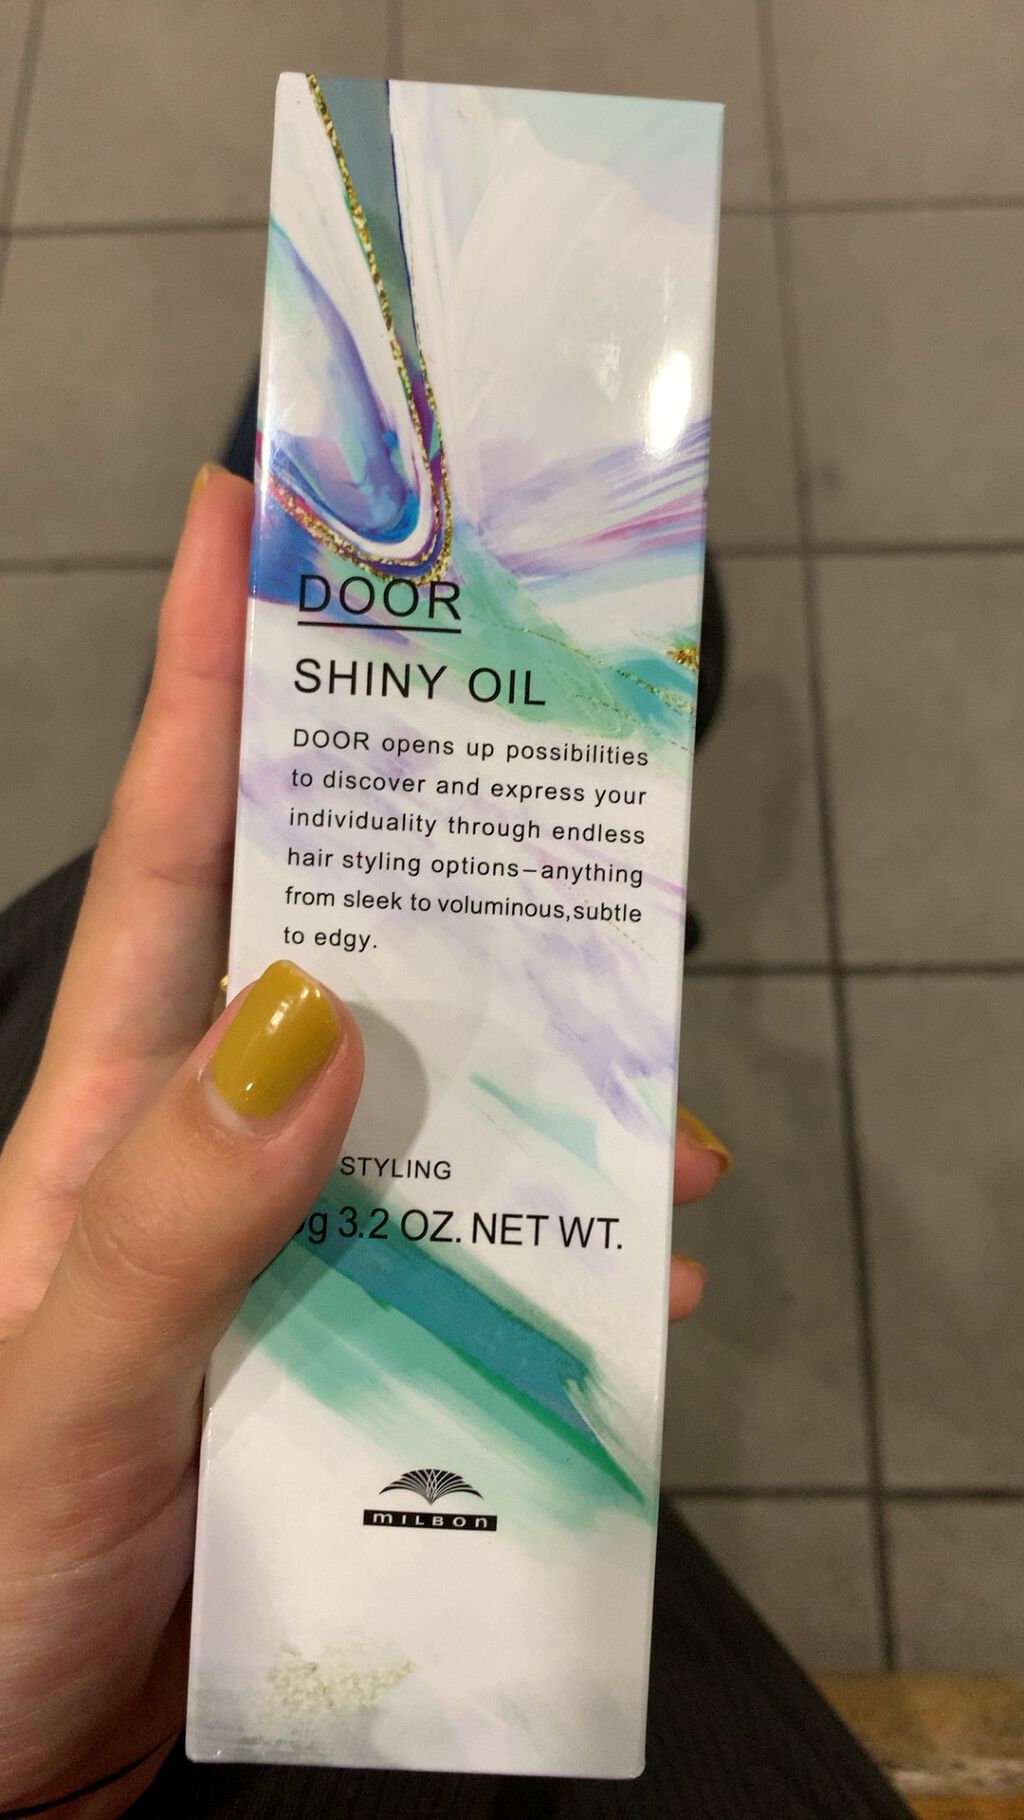 DOOR
SHINY OIL
DOOR opens up possibilities
to discover and express your
individuality through endless
hair styling options–anything
from sleek to voluminous,subtle
to edgy.
STYLING
g 3.2 OZ. NET WT.
MILBON